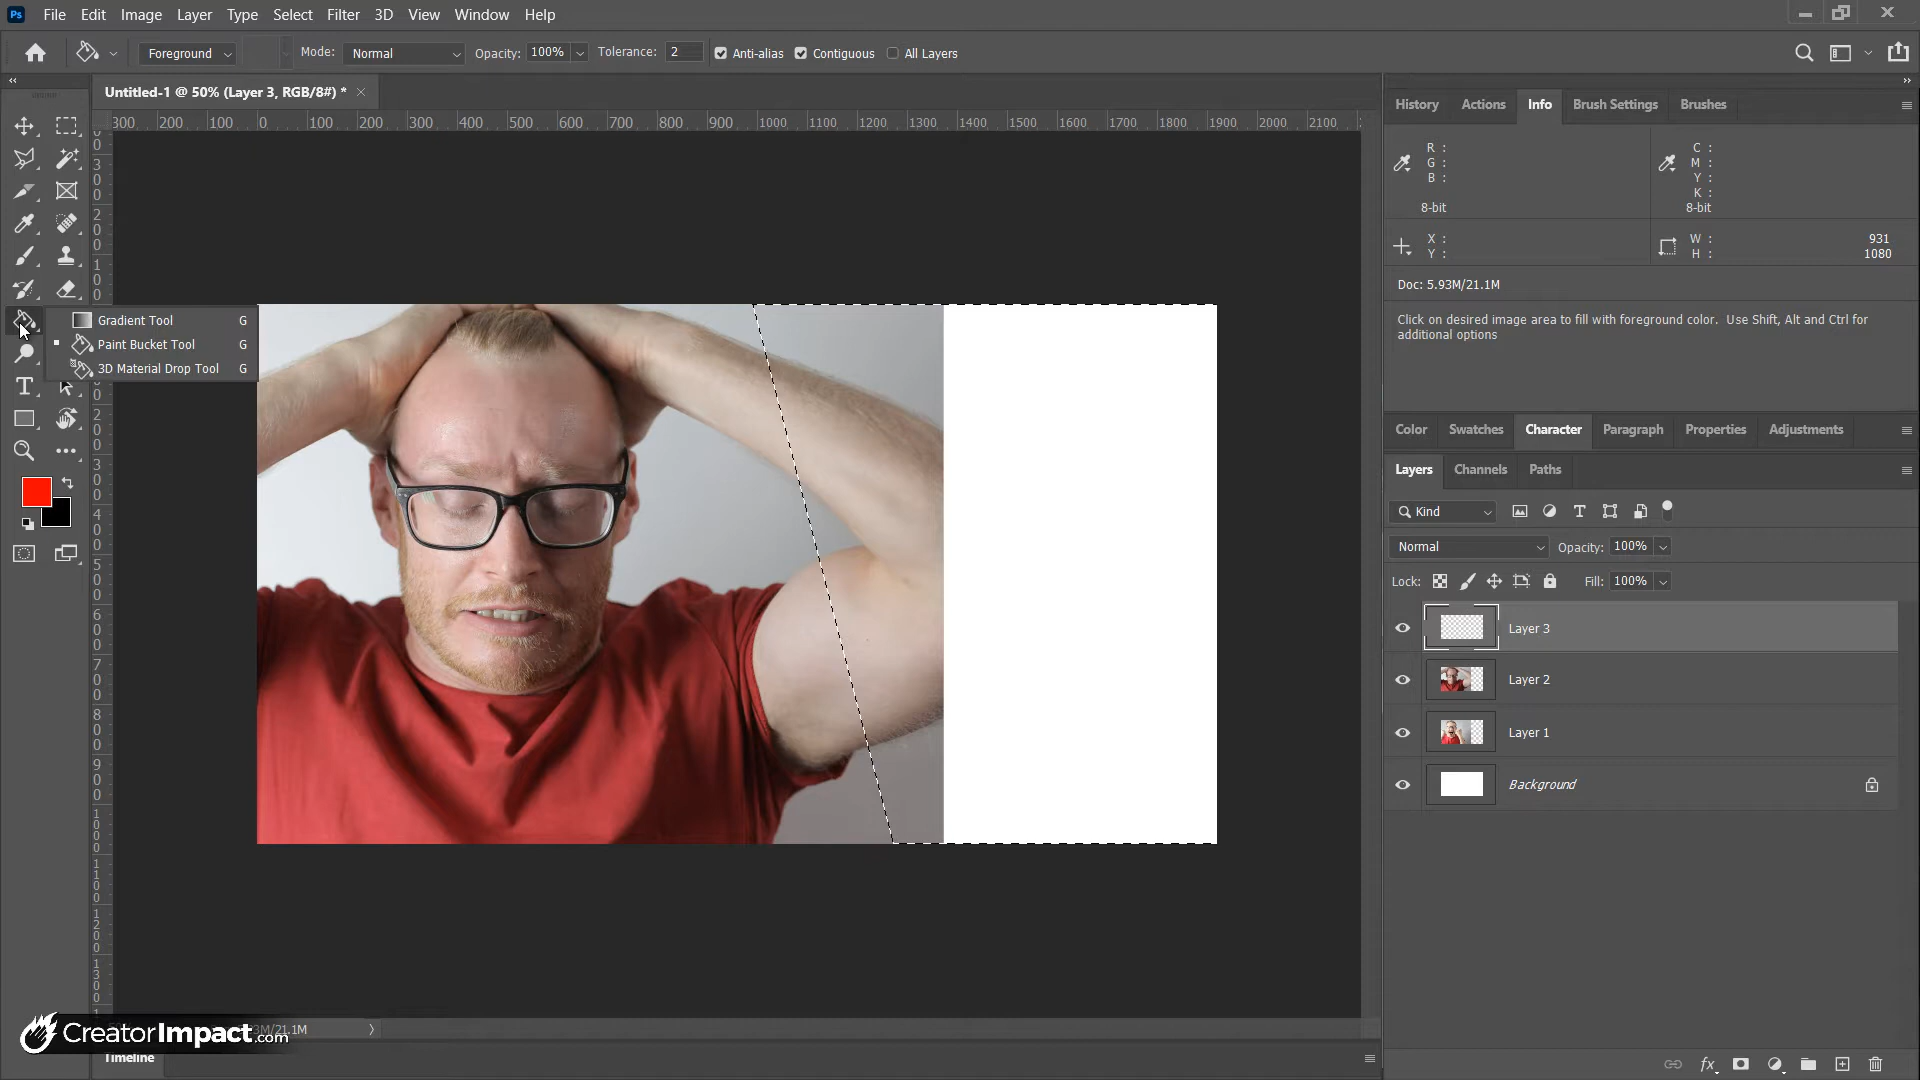 Ps File Edit Image Layer Type Select Filter 3D View Window Help
Foreground Mode: Normal Opacity: 100% Tolerance: 2 Anti-alias Contiguous All Layers
Untitled-1 @ 50% (Layer 3, RGB/8#) *
300 200 100 0 100 200 300 400 500 600 700 800 900 1000 1100 1200 1300 1400 1500 1600 1700 1800 1900 2000 2100
Gradient Tool G
Paint Bucket Tool G
3D Material Drop Tool G
History Actions Info Brush Settings Brushes
R : C :
G : M :
B : Y :
K :
8-bit 8-bit
X : W : 931
Y : H : 1080
Doc: 5.93M/21.1M
Click on desired image area to fill with foreground color. Use Shift, Alt and Ctrl for
additional options
Color Swatches Character Paragraph Properties Adjustments
Layers Channels Paths
Kind
Normal Opacity: 100%
Lock: Fill: 100%
Layer 3
Layer 2
Layer 1
Background
fx
CreatorImpact.com
3M/21.1M
Timeline